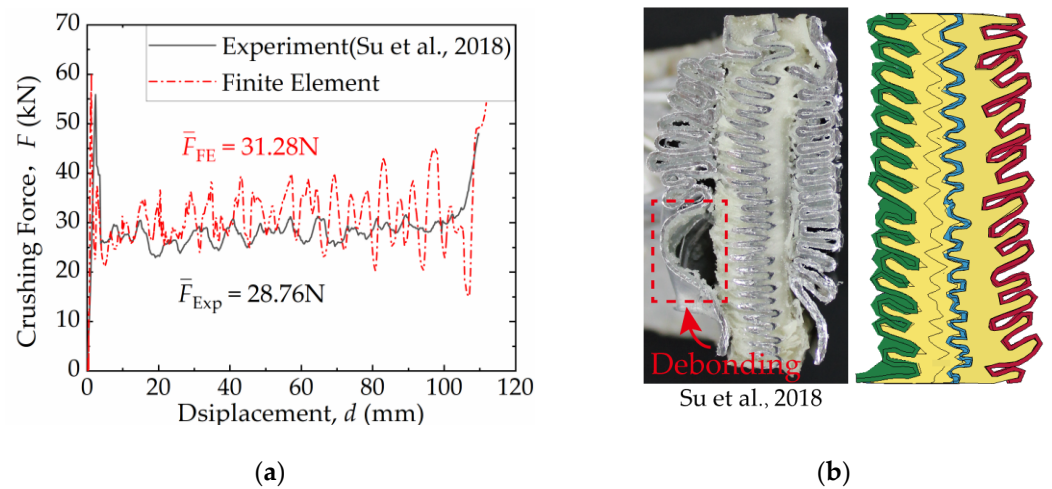 Experiment(Su et al., 2018)
Finite Element
F̅FE = 31.28N
F̅Exp = 28.76N
Crushing Force, F (kN)
70
60
50
40
30
20
10
0
0 20 40 60 80 100 120
Dsiplacement, d (mm)
(a)
Debonding
Su et al., 2018
(b)